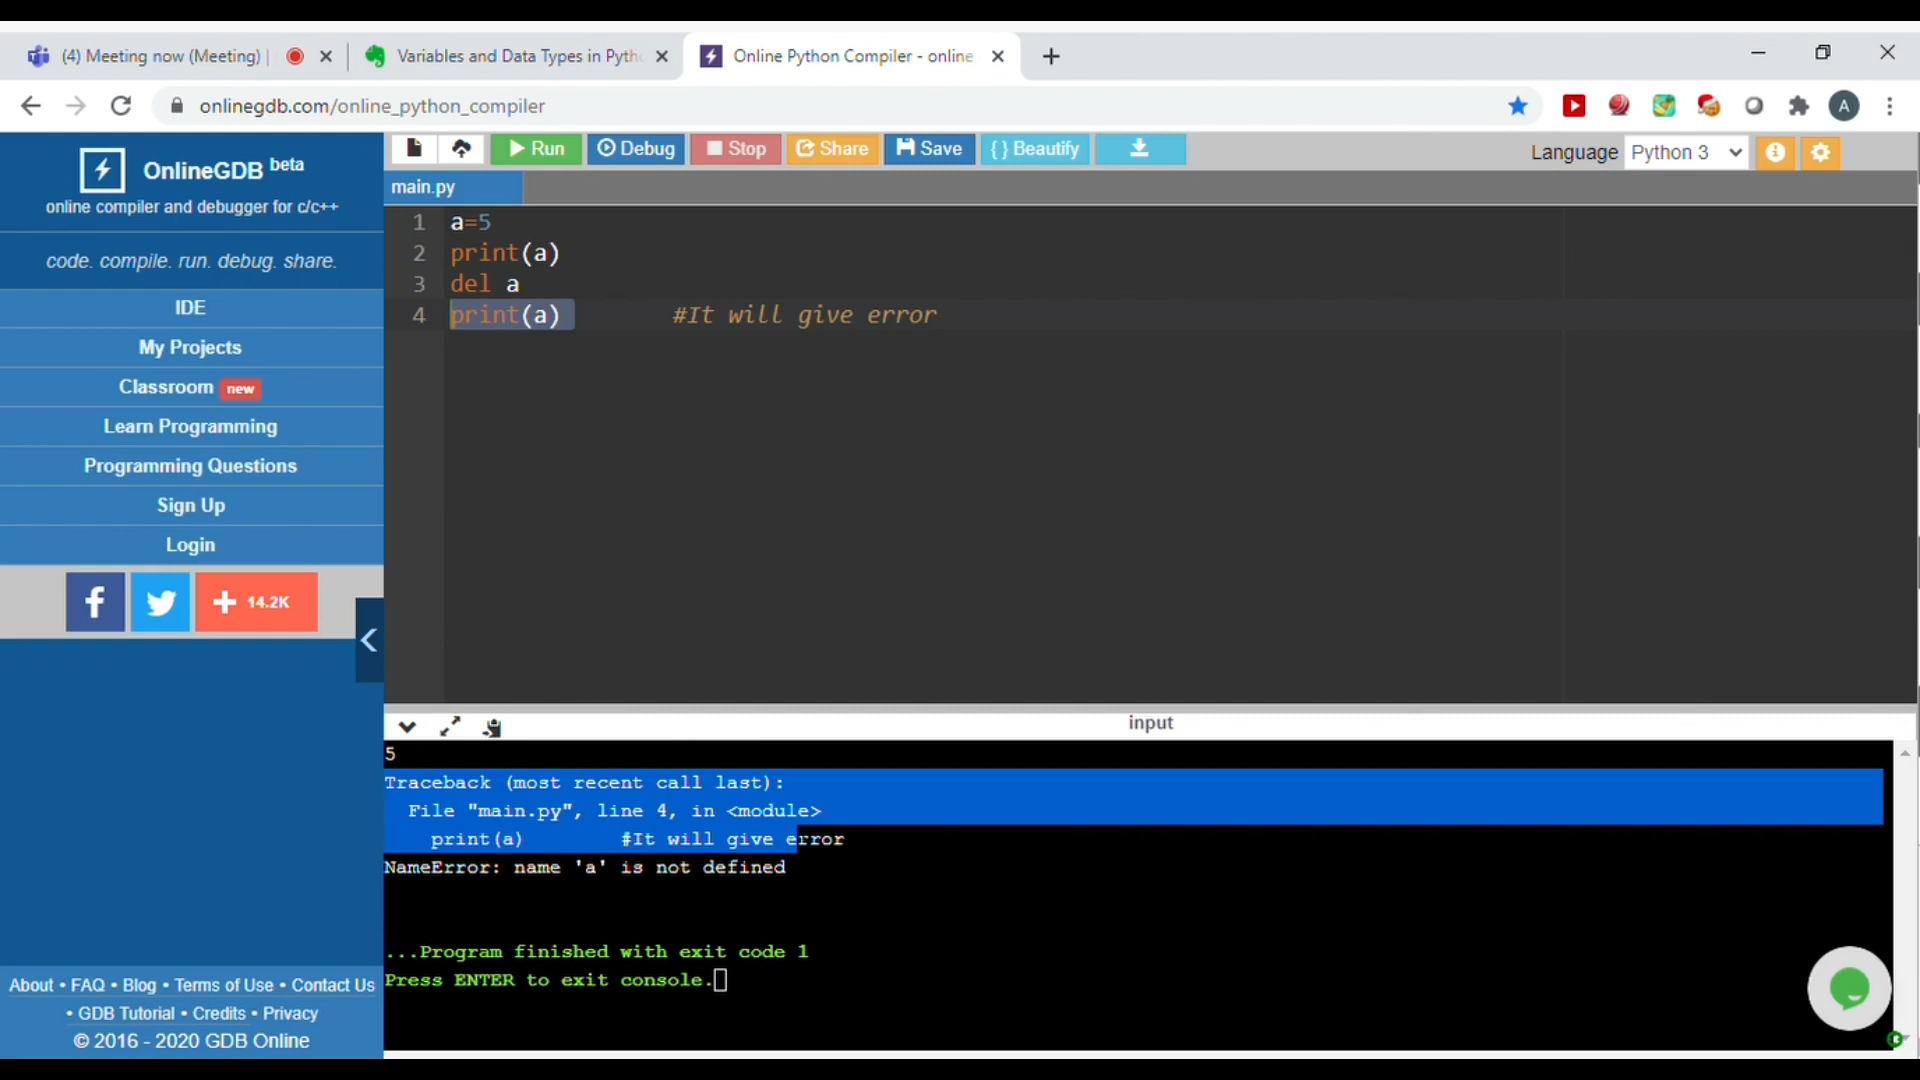 (4) Meeting now (Meeting) |
Variables and Data Types in Pyth
Online Python Compiler - online
onlinegdb.com/online_python_compiler
A
OnlineGDB beta
online compiler and debugger for c/c++
code. compile. run. debug. share.
IDE
My Projects
Classroom new
Learn Programming
Programming Questions
Sign Up
Login
14.2K
About • FAQ • Blog • Terms of Use • Contact Us
• GDB Tutorial • Credits • Privacy
© 2016 - 2020 GDB Online
Run
Debug
Stop
Share
Save
{ } Beautify
Language Python 3
main.py
1 a=5
2 print(a)
3 del a
4 print(a) #It will give error
input
5
Traceback (most recent call last):
File "main.py", line 4, in <module>
print(a) #It will give error
NameError: name 'a' is not defined
...Program finished with exit code 1
Press ENTER to exit console.